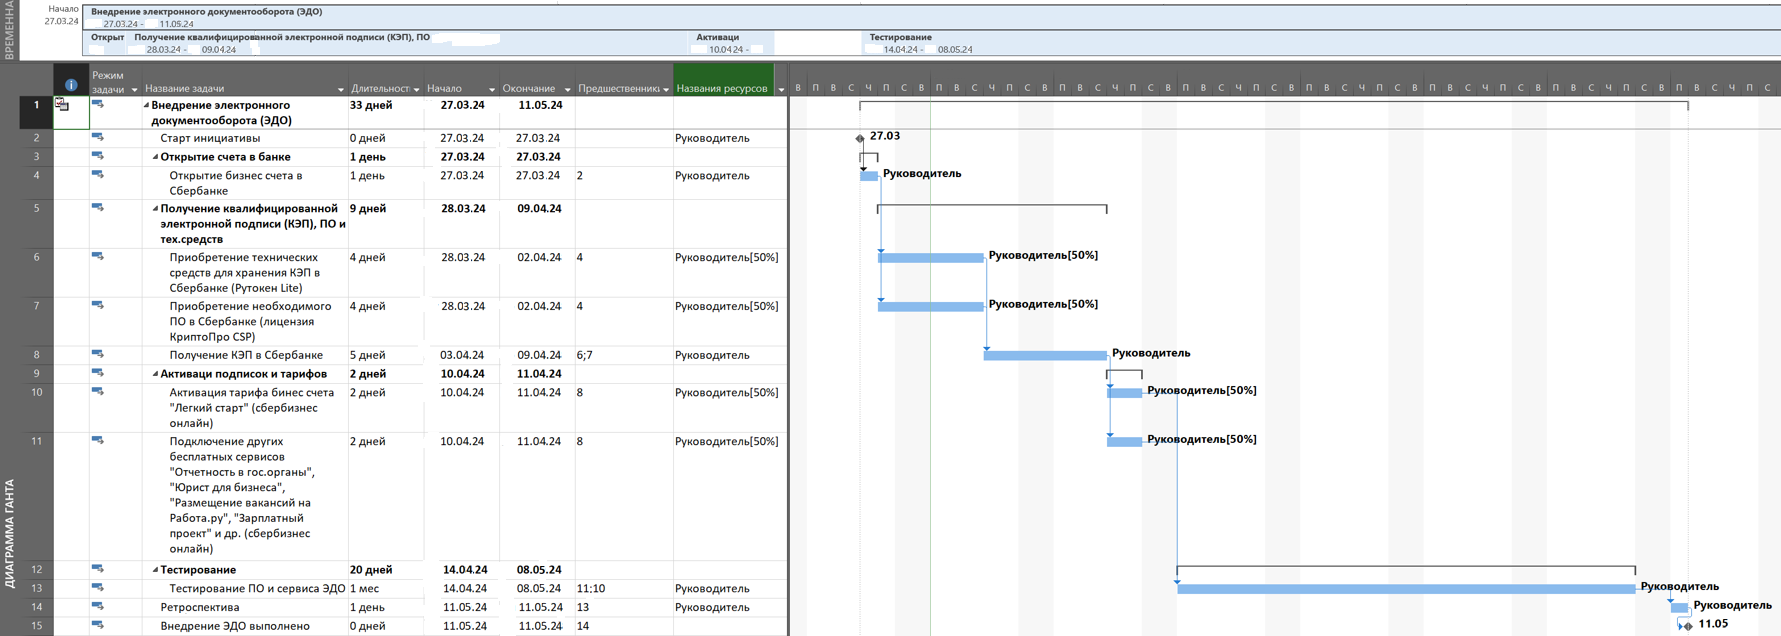 ВРЕМЕННА
Начало
27.03.24
Внедрение электронного документооборота (ЭДО)
27.03.24 - 11.05.24
Открыт
Получение квалифицированной электронной подписи (КЭП), ПО
28.03.24 - 09.04.24
Активаци
10.04.24 -
Тестирование
14.04.24 - 08.05.24
Режим задачи
Название задачи
Длительност
Начало
Окончание
Предшественники
Названия ресурсов
В П В С Ч П С В П В С Ч П С В П В С Ч П С В П В С Ч П С В П В С Ч П С В П В С Ч П С В П В С Ч П С В П В С Ч П С
ДИАГРАММА ГАНТА
1 Внедрение электронного 33 дней 27.03.24 11.05.24
документооборота (ЭДО)
2 Старт инициативы 0 дней 27.03.24 27.03.24 Руководитель 27.03
3 Открытие счета в банке 1 день 27.03.24 27.03.24
4 Открытие бизнес счета в 1 день 27.03.24 27.03.24 2 Руководитель Руководитель
Сбербанке
5 Получение квалифицированной 9 дней 28.03.24 09.04.24
электронной подписи (КЭП), ПО и
тех.средств
6 Приобретение технических 4 дней 28.03.24 02.04.24 4 Руководитель[50%] Руководитель[50%]
средств для хранения КЭП в
Сбербанке (Рутокен Lite)
7 Приобретение необходимого 4 дней 28.03.24 02.04.24 4 Руководитель[50%] Руководитель[50%]
ПО в Сбербанке (лицензия
КриптоПро CSP)
8 Получение КЭП в Сбербанке 5 дней 03.04.24 09.04.24 6;7 Руководитель Руководитель
9 Активаци подписок и тарифов 2 дней 10.04.24 11.04.24
10 Активация тарифа бинес счета 2 дней 10.04.24 11.04.24 8 Руководитель[50%] Руководитель[50%]
"Легкий старт" (сбербизнес
онлайн)
11 Подключение других 2 дней 10.04.24 11.04.24 8 Руководитель[50%] Руководитель[50%]
бесплатных сервисов
"Отчетность в гос.органы",
"Юрист для бизнеса",
"Размещение вакансий на
Работа.ру", "Зарплатный
проект" и др. (сбербизнес
онлайн)
12 Тестирование 20 дней 14.04.24 08.05.24
13 Тестирование ПО и сервиса ЭДО 1 мес 14.04.24 08.05.24 11;10 Руководитель Руководитель
14 Ретроспектива 1 день 11.05.24 11.05.24 13 Руководитель Руководитель
15 Внедрение ЭДО выполнено 0 дней 11.05.24 11.05.24 14 11.05